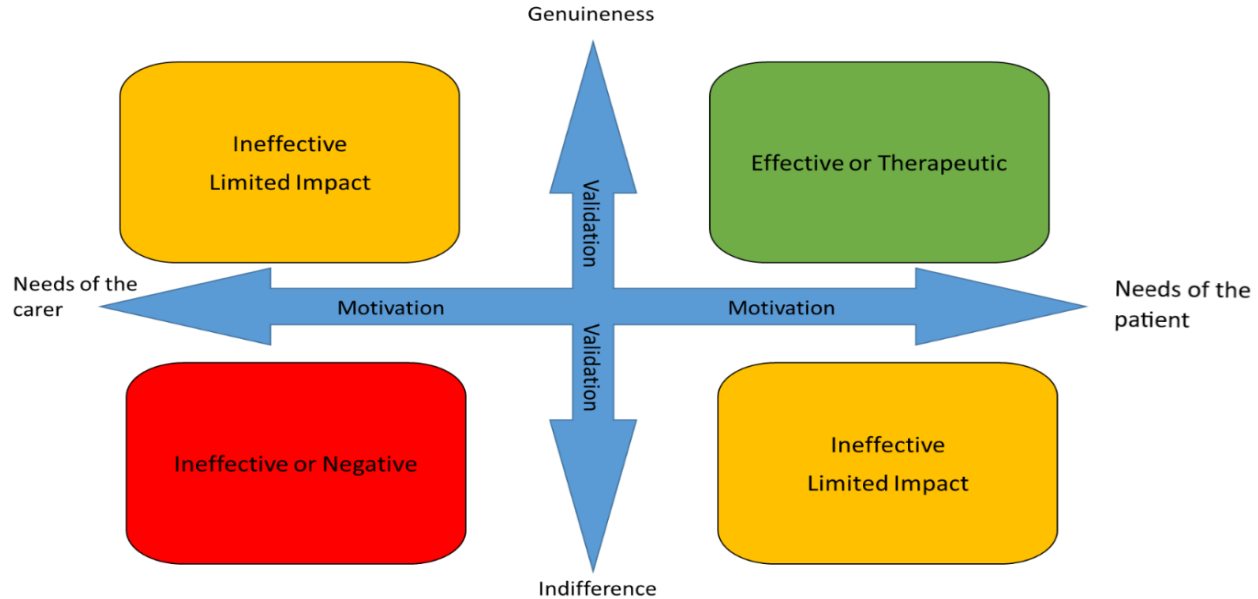 Genuineness
Ineffective
Limited Impact
Effective or Therapeutic
Validation
Needs of the
carer
Motivation
Motivation
Needs of the
patient
Validation
Ineffective or Negative
Ineffective
Limited Impact
Indifference